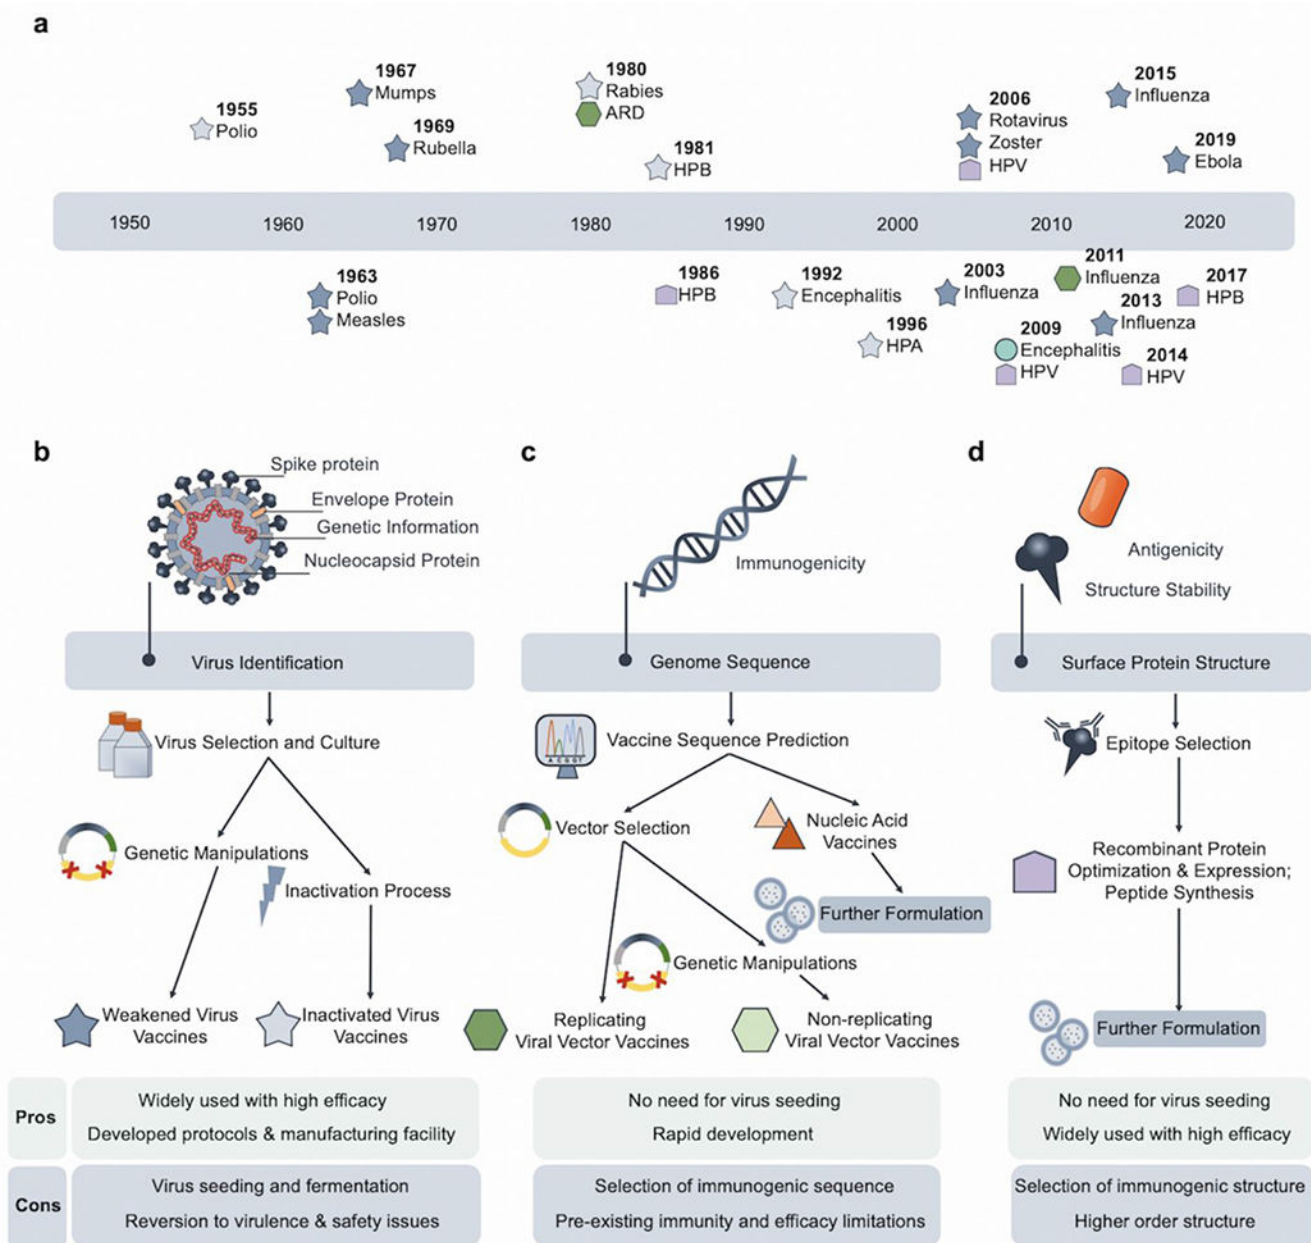 a
1955
Polio
1967
Mumps
1969
Rubella
1980
Rabies
ARD
1981
HPB
2006
Rotavirus
Zoster
HPV
2015
Influenza
2019
Ebola
1950 1960 1970 1980 1990 2000 2010 2020
1963
Polio
Measles
1986
HPB
1992
Encephalitis
1996
HPA
2003
Influenza
2011
Influenza
2013
Influenza
2009
Encephalitis
HPV
2014
HPV
2017
HPB
b
Spike protein
Envelope Protein
Genetic Information
Nucleocapsid Protein
Virus Identification
Virus Selection and Culture
Genetic Manipulations
Inactivation Process
Weakened Virus
Vaccines
Inactivated Virus
Vaccines
c
Immunogenicity
Genome Sequence
A C G G T
Vaccine Sequence Prediction
Vector Selection
Nucleic Acid
Vaccines
Further Formulation
Genetic Manipulations
Replicating
Viral Vector Vaccines
Non-replicating
Viral Vector Vaccines
d
Antigenicity
Structure Stability
Surface Protein Structure
Epitope Selection
Recombinant Protein
Optimization & Expression;
Peptide Synthesis
Further Formulation
Pros
Widely used with high efficacy
Developed protocols & manufacturing facility
No need for virus seeding
Rapid development
No need for virus seeding
Widely used with high efficacy
Cons
Virus seeding and fermentation
Reversion to virulence & safety issues
Selection of immunogenic sequence
Pre-existing immunity and efficacy limitations
Selection of immunogenic structure
Higher order structure